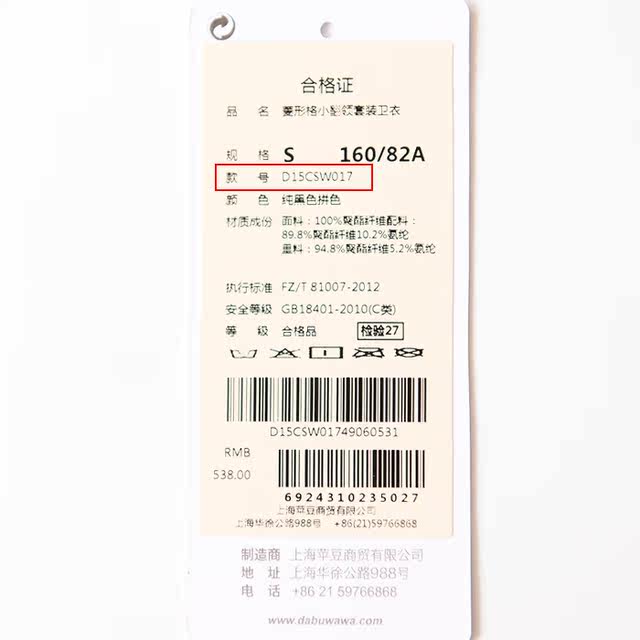 合格证
品 名 菱形格小翻领套装卫衣
规 格 S 160/82A
款 号 D15CSW017
颜 色 纯黑色拼色
材质成份 面料：100%聚酯纤维配料：
89.8%聚酯纤维10.2%氨纶
里料：94.8%聚酯纤维5.2%氨纶
执行标准 FZ/T 81007-2012
安全等级 GB18401-2010(C类)
等 级 合格品 检验27
D15CSW01749060531
RMB
538.00
6924310235027
上海苹豆商贸有限公司
上海华徐公路988号 +86(21)59766868
制造商 上海苹豆商贸有限公司
地 址 上海华徐公路988号
电 话 +86 21 59766868
www.dabuwawa.com